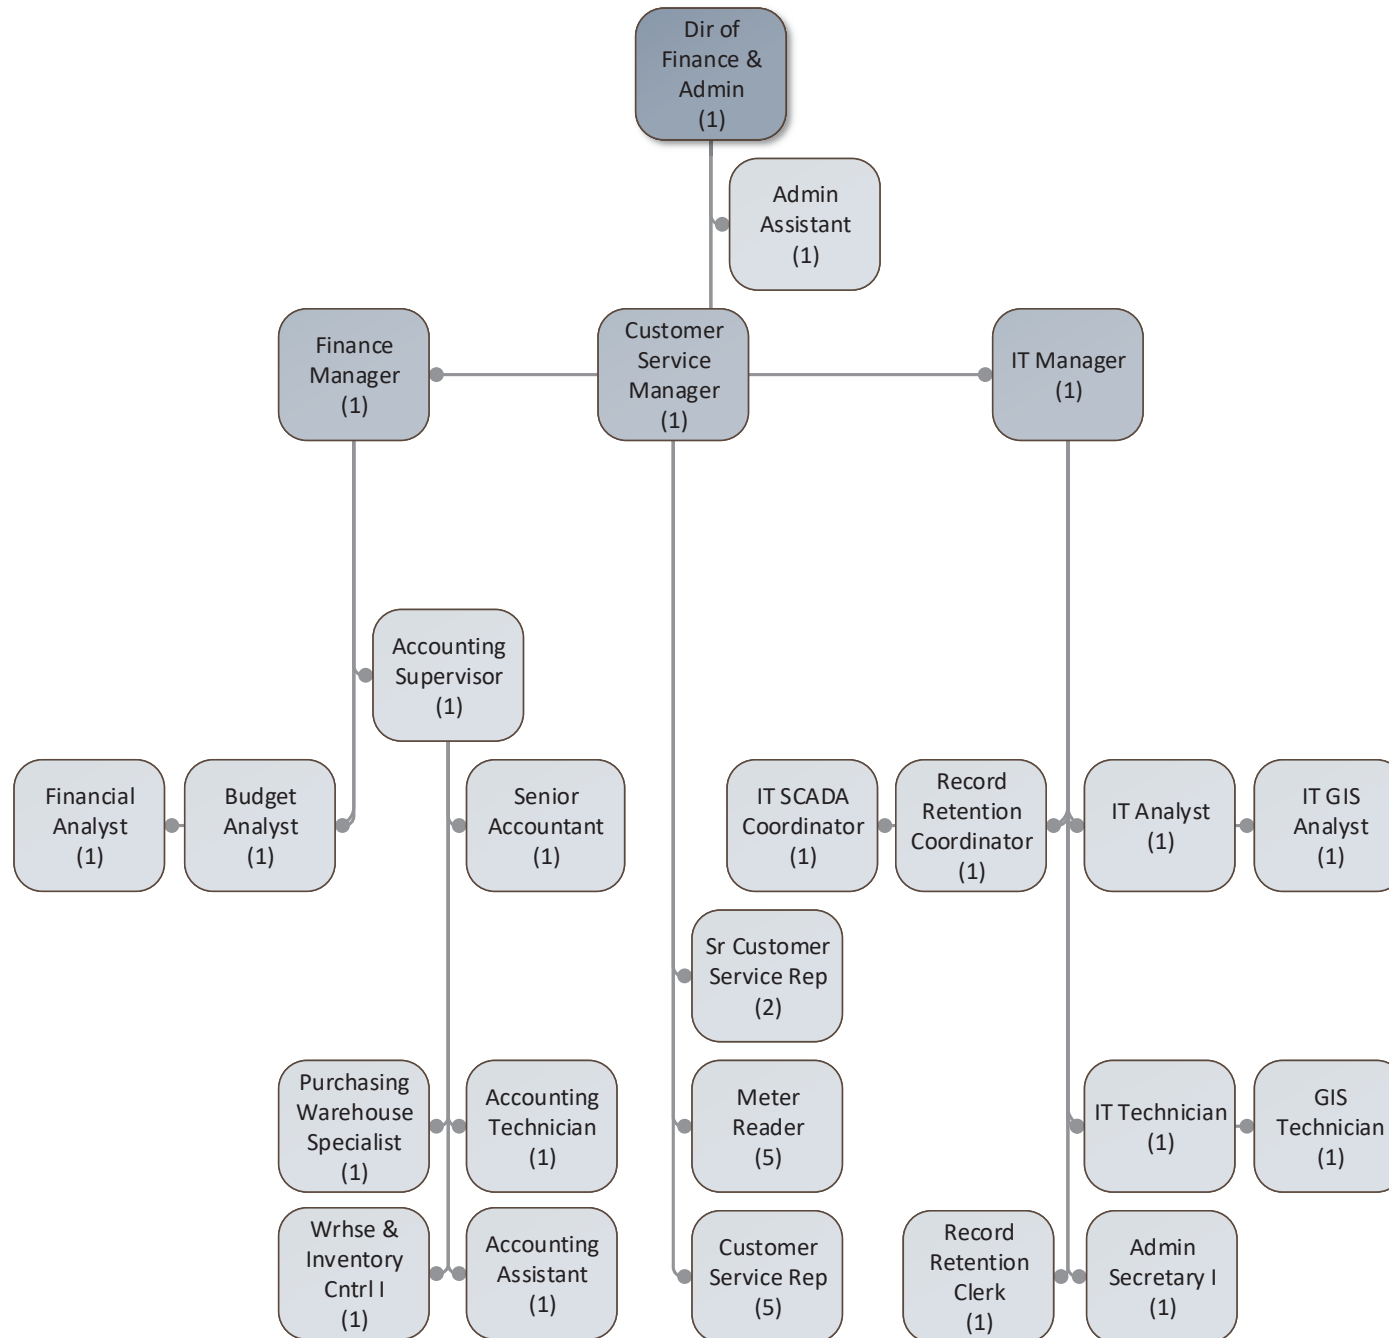 Dir of
Finance &
Admin
(1)
Admin
Assistant
(1)
Finance
Manager
(1)
Customer
Service
Manager
(1)
IT Manager
(1)
Accounting
Supervisor
(1)
Financial
Analyst
(1)
Budget
Analyst
(1)
Senior
Accountant
(1)
IT SCADA
Coordinator
(1)
Record
Retention
Coordinator
(1)
IT Analyst
(1)
IT GIS
Analyst
(1)
Sr Customer
Service Rep
(2)
Purchasing
Warehouse
Specialist
(1)
Accounting
Technician
(1)
Meter
Reader
(5)
IT Technician
(1)
GIS
Technician
(1)
Wrhse &
Inventory
Cntrl I
(1)
Accounting
Assistant
(1)
Customer
Service Rep
(5)
Record
Retention
Clerk
(1)
Admin
Secretary I
(1)